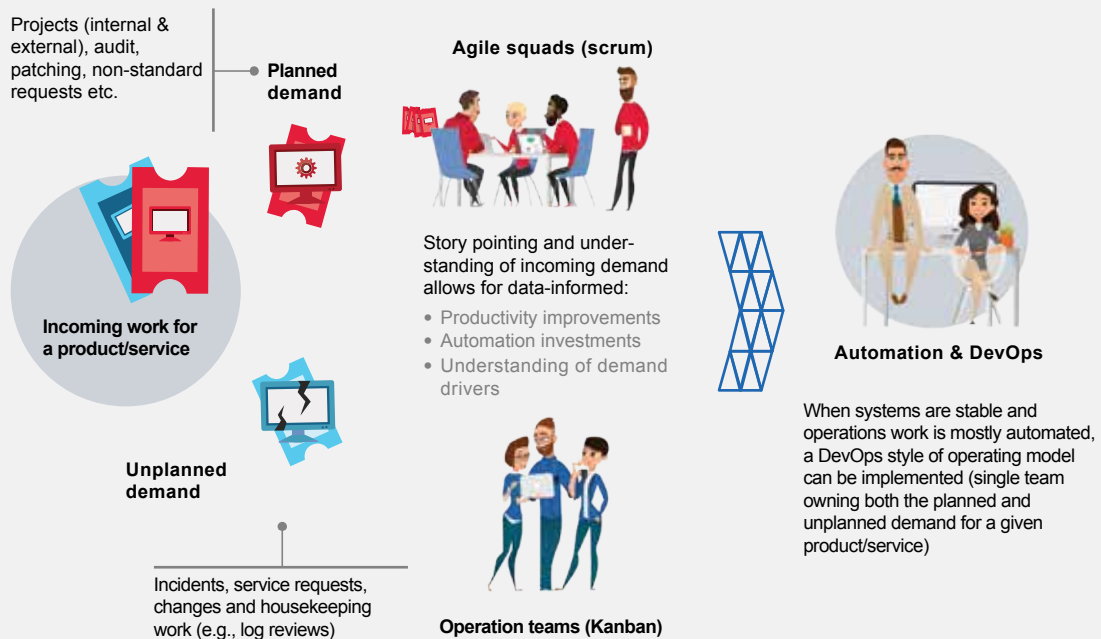 Projects (internal &
external), audit,
patching, non-standard
requests etc.
Planned
demand
Agile squads (scrum)
Incoming work for
a product/service
Story pointing and under-
standing of incoming demand
allows for data-informed:
• Productivity improvements
• Automation investments
• Understanding of demand
drivers
Automation & DevOps
When systems are stable and
operations work is mostly automated,
a DevOps style of operating model
can be implemented (single team
owning both the planned and
unplanned demand for a given
product/service)
Unplanned
demand
Incidents, service requests,
changes and housekeeping
work (e.g., log reviews)
Operation teams (Kanban)